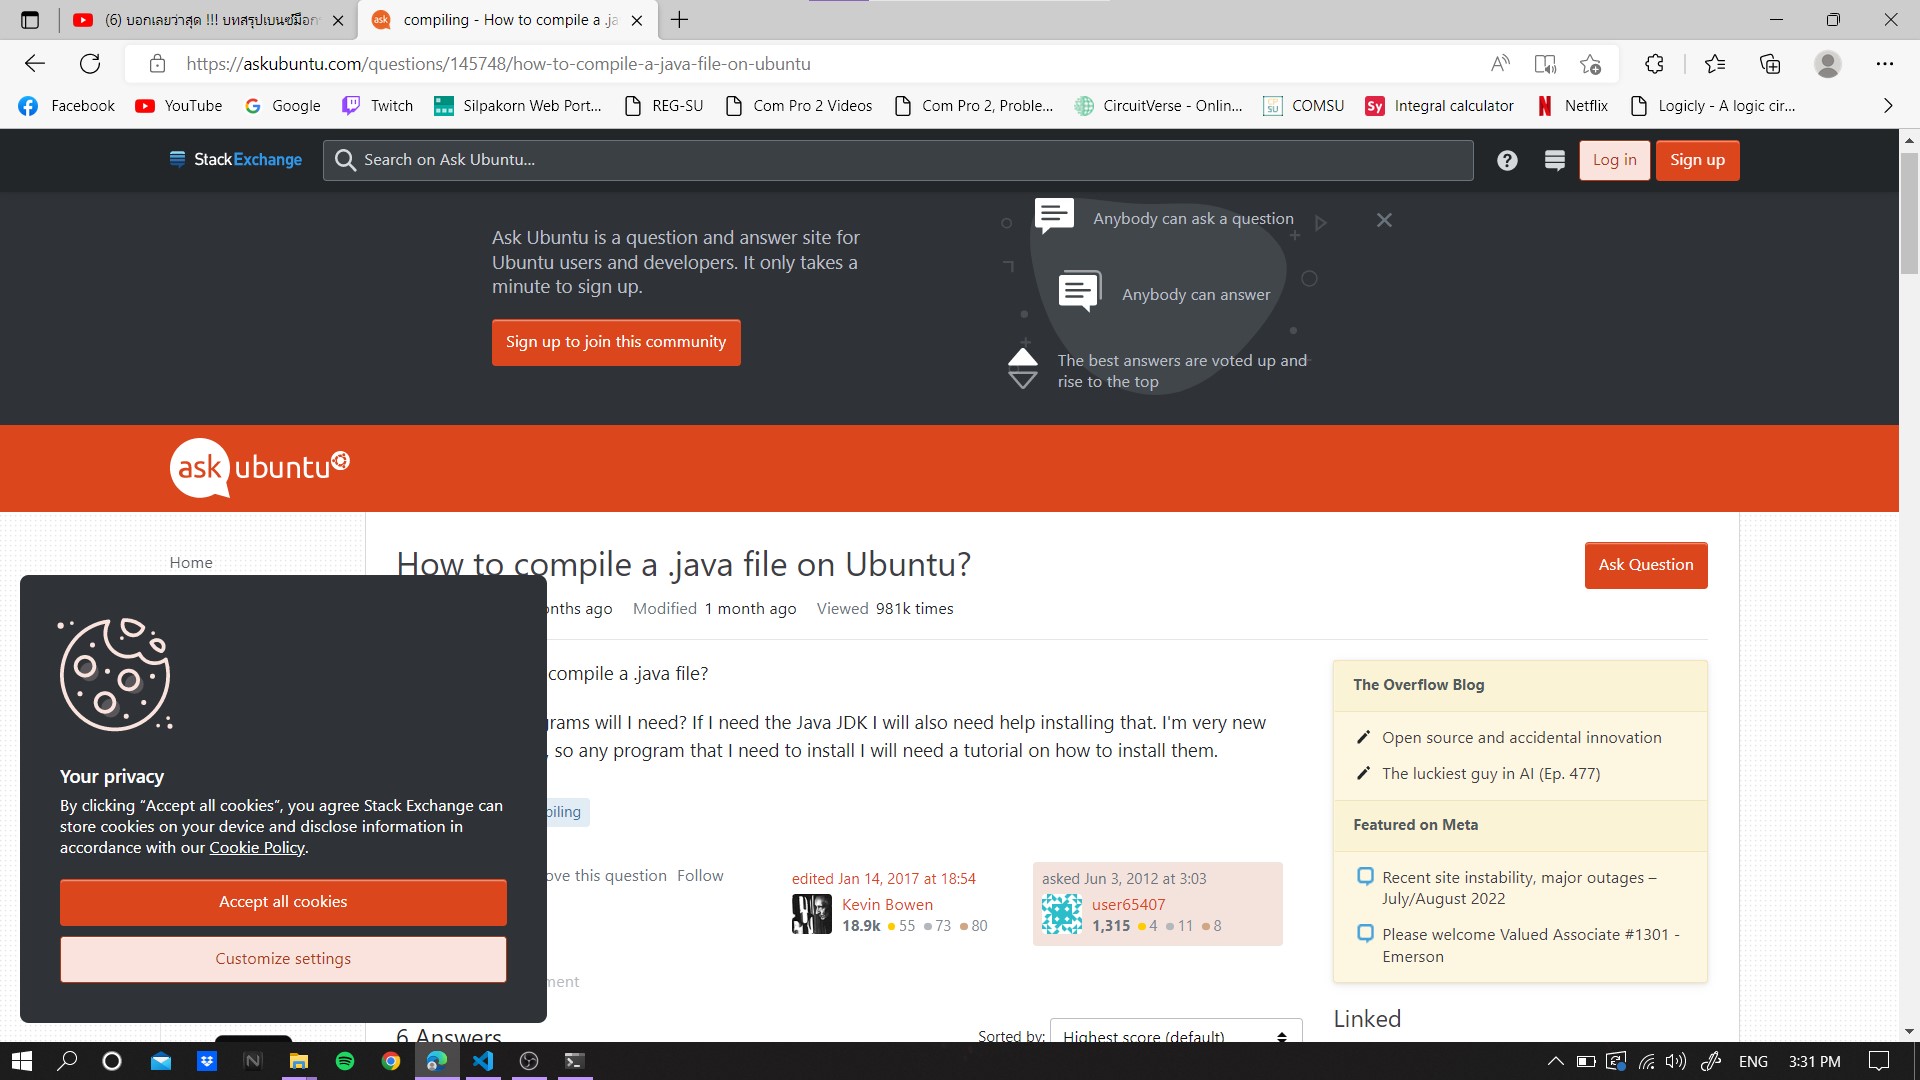 (6) บอกเลยว่าสุด !!! บทสรุปเบนซ์มือก
compiling - How to compile a .ja
https://askubuntu.com/questions/145748/how-to-compile-a-java-file-on-ubuntu
Facebook YouTube Google Twitch Silpakorn Web Port... REG-SU Com Pro 2 Videos Com Pro 2, Proble... CircuitVerse - Onlin... COMSU Integral calculator Netflix Logicly - A logic cir...
StackExchange Search on Ask Ubuntu... Log in Sign up
Ask Ubuntu is a question and answer site for
Ubuntu users and developers. It only takes a
minute to sign up.
Sign up to join this community
Anybody can ask a question
Anybody can answer
The best answers are voted up and
rise to the top
ask ubuntu
Home
How to compile a .java file on Ubuntu?
Ask Question
onths ago Modified 1 month ago Viewed 981k times
compile a .java file?
grams will I need? If I need the Java JDK I will also need help installing that. I'm very new
, so any program that I need to install I will need a tutorial on how to install them.
piling
ove this question Follow
edited Jan 14, 2017 at 18:54
Kevin Bowen
18.9k 55 73 80
asked Jun 3, 2012 at 3:03
user65407
1,315 4 11 8
ment
6 Answers
Sorted by: Highest score (default)
The Overflow Blog
Open source and accidental innovation
The luckiest guy in AI (Ep. 477)
Featured on Meta
Recent site instability, major outages –
July/August 2022
Please welcome Valued Associate #1301 -
Emerson
Linked
Your privacy
By clicking “Accept all cookies”, you agree Stack Exchange can
store cookies on your device and disclose information in
accordance with our Cookie Policy.
Accept all cookies
Customize settings
ENG 3:31 PM